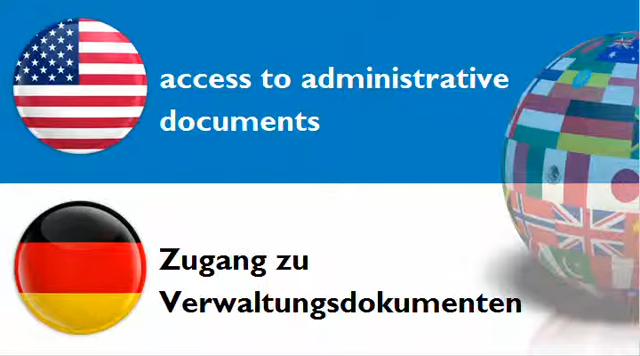 access to administrative
documents
Zugang zu
Verwaltungsdokumenten